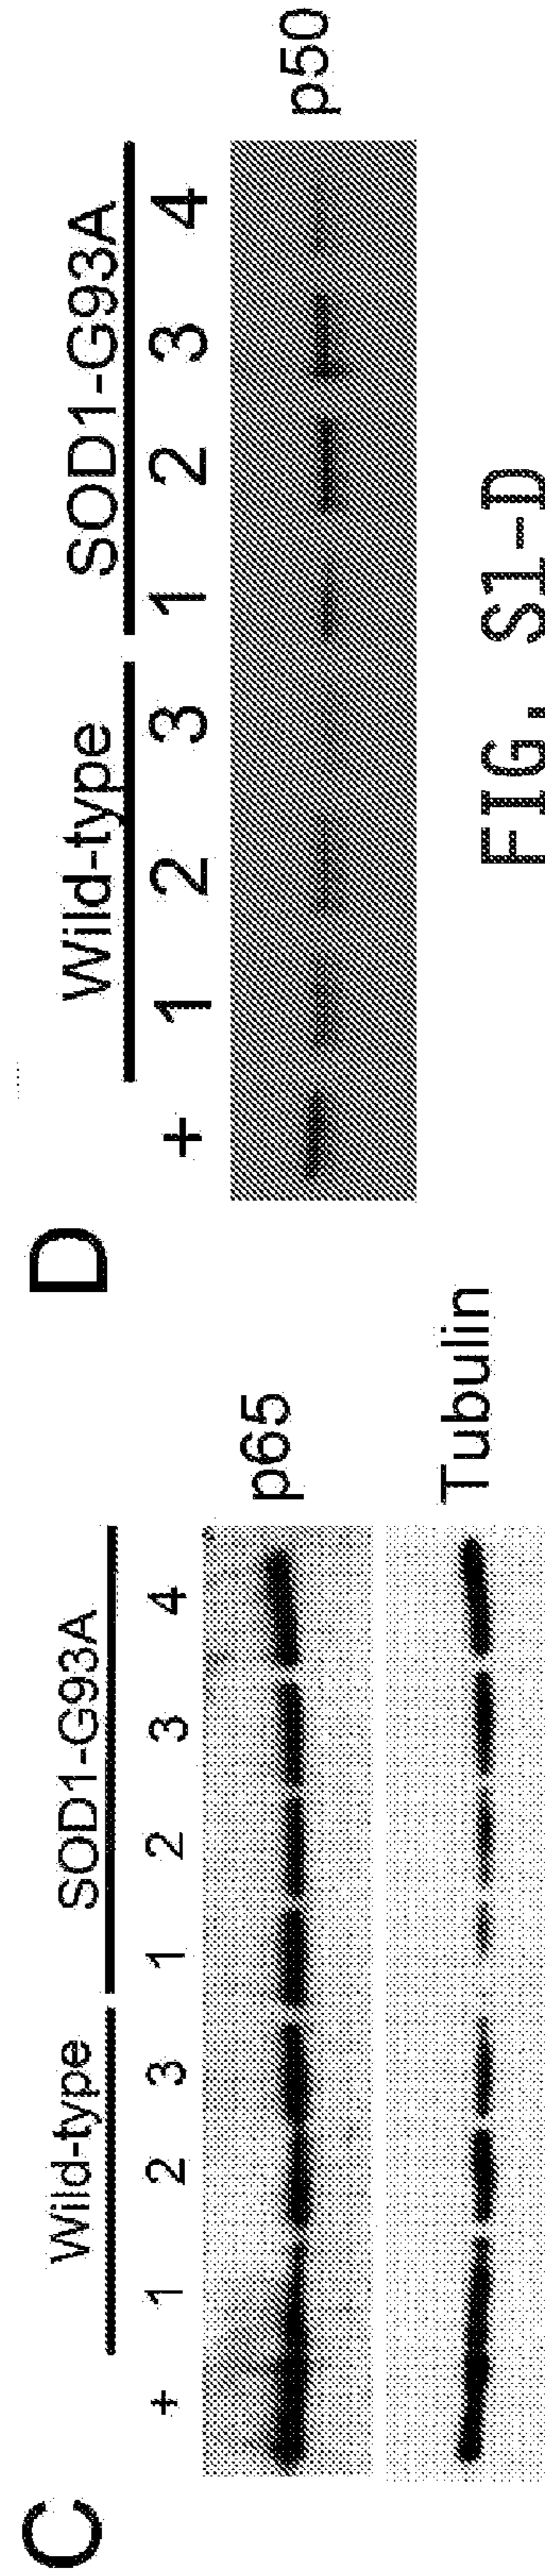 C
Wild-type SOD1-G93A
+ 1 2 3 1 2 3 4
p65
Tubulin
D
Wild-type SOD1-G93A
+ 1 2 3 1 2 3 4
p50
FIG. S1-D